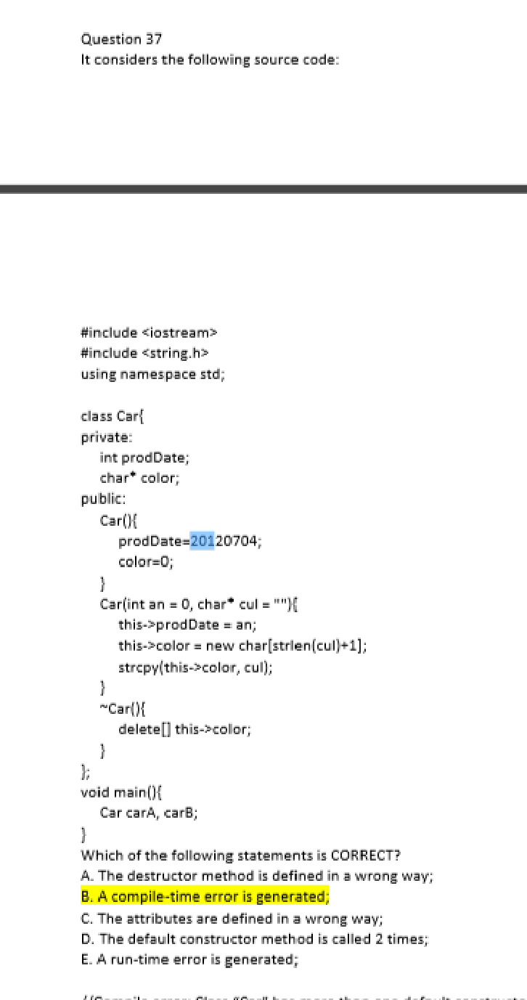 Question 37
It considers the following source code:
#include <iostream>
#include <string.h>
using namespace std;
class Car{
private:
int prodDate;
char* color;
public:
Car(){
prodDate=20120704;
color=0;
}
Car(int an = 0, char* cul = ""){
this->prodDate = an;
this->color = new char[strlen(cul)+1];
strcpy(this->color, cul);
}
~Car(){
delete[] this->color;
}
};
void main(){
Car carA, carB;
}
Which of the following statements is CORRECT?
A. The destructor method is defined in a wrong way;
B. A compile-time error is generated;
C. The attributes are defined in a wrong way;
D. The default constructor method is called 2 times;
E. A run-time error is generated;